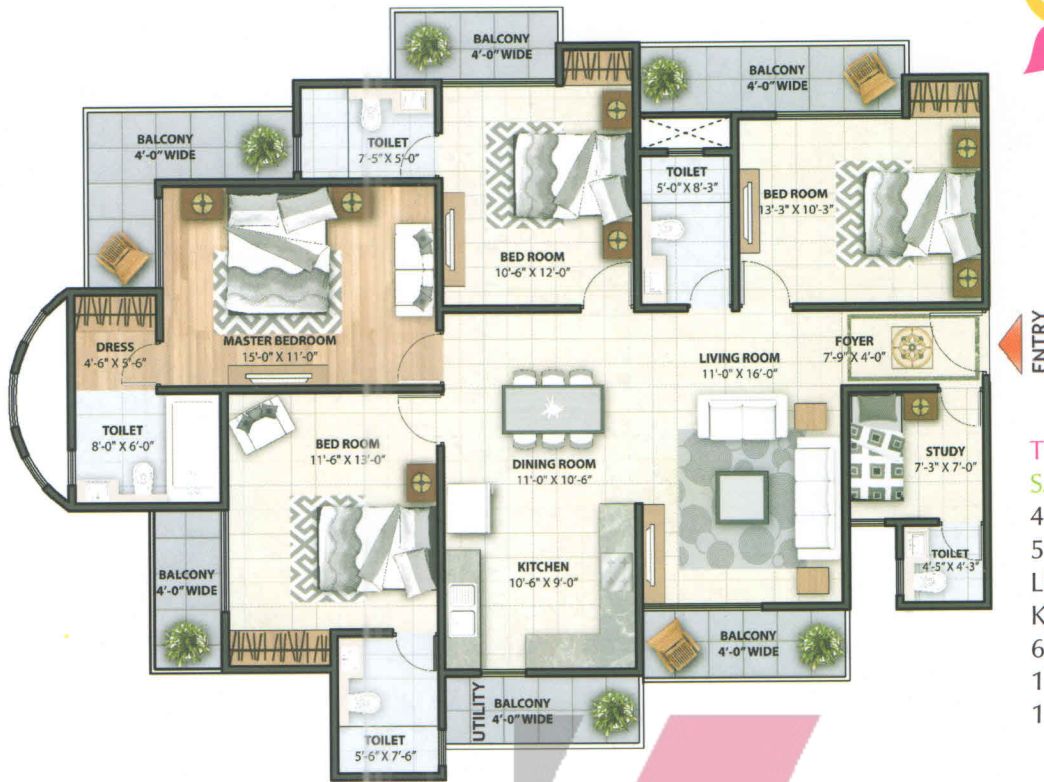 BALCONY
4'-0" WIDE
BALCONY
4'-0" WIDE
BALCONY
4'-0" WIDE
TOILET
7'-5" X 5'-0"
TOILET
5'-0" X 8'-3"
BED ROOM
13'-3" X 10'-3"
BED ROOM
10'-6" X 12'-0"
MASTER BEDROOM
15'-0" X 11'-0"
DRESS
4'-6" X 5'-6"
LIVING ROOM
11'-0" X 16'-0"
FOYER
7'-9" X 4'-0"
ENTRY
TOILET
8'-0" X 6'-0"
BED ROOM
11'-6" X 13'-0"
DINING ROOM
11'-0" X 10'-6"
STUDY
7'-3" X 7'-0"
TOILET
4'-5" X 4'-3"
BALCONY
4'-0" WIDE
KITCHEN
10'-6" X 9'-0"
BALCONY
4'-0" WIDE
UTILITY
BALCONY
4'-0" WIDE
TOILET
5'-6" X 7'-6"
T
S
4
5
L
K
6
1
1